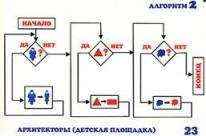 АЛГОРИТМ 2
НАЧАЛО
ДА ? НЕТ
ДА ? НЕТ
ДА ? НЕТ
КОНЕЦ
АРХИТЕКТОРЫ (ДЕТСКАЯ ПЛОЩАДКА) 23